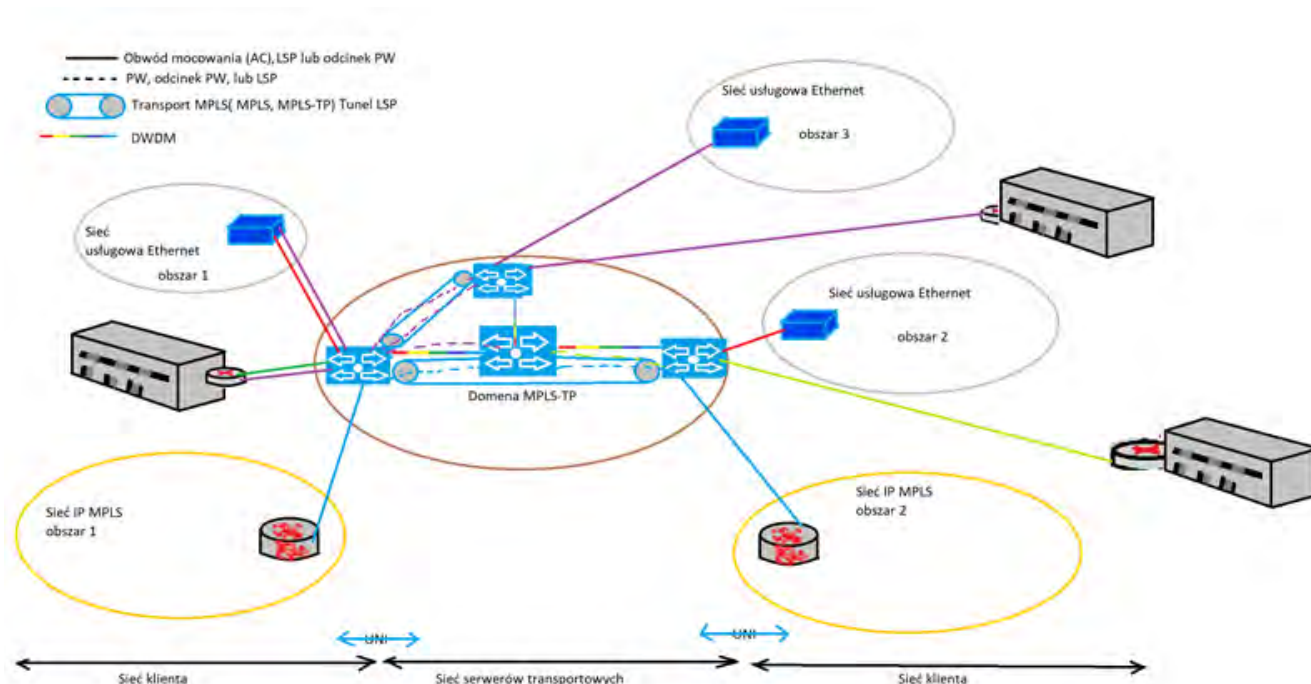 Obwód mocowania (AC), LSP lub odcinek PW
PW, odcinek PW, lub LSP
Transport MPLS( MPLS, MPLS-TP) Tunel LSP
DWDM
Sieć usługowa Ethernet
obszar 3
Sieć
usługowa Ethernet
obszar 1
Sieć usługowa Ethernet
obszar 2
Domena MPLS-TP
Sieć IP MPLS
obszar 1
Sieć IP MPLS
obszar 2
UNI
UNI
Sieć klienta
Sieć serwerów transportowych
Sieć klienta